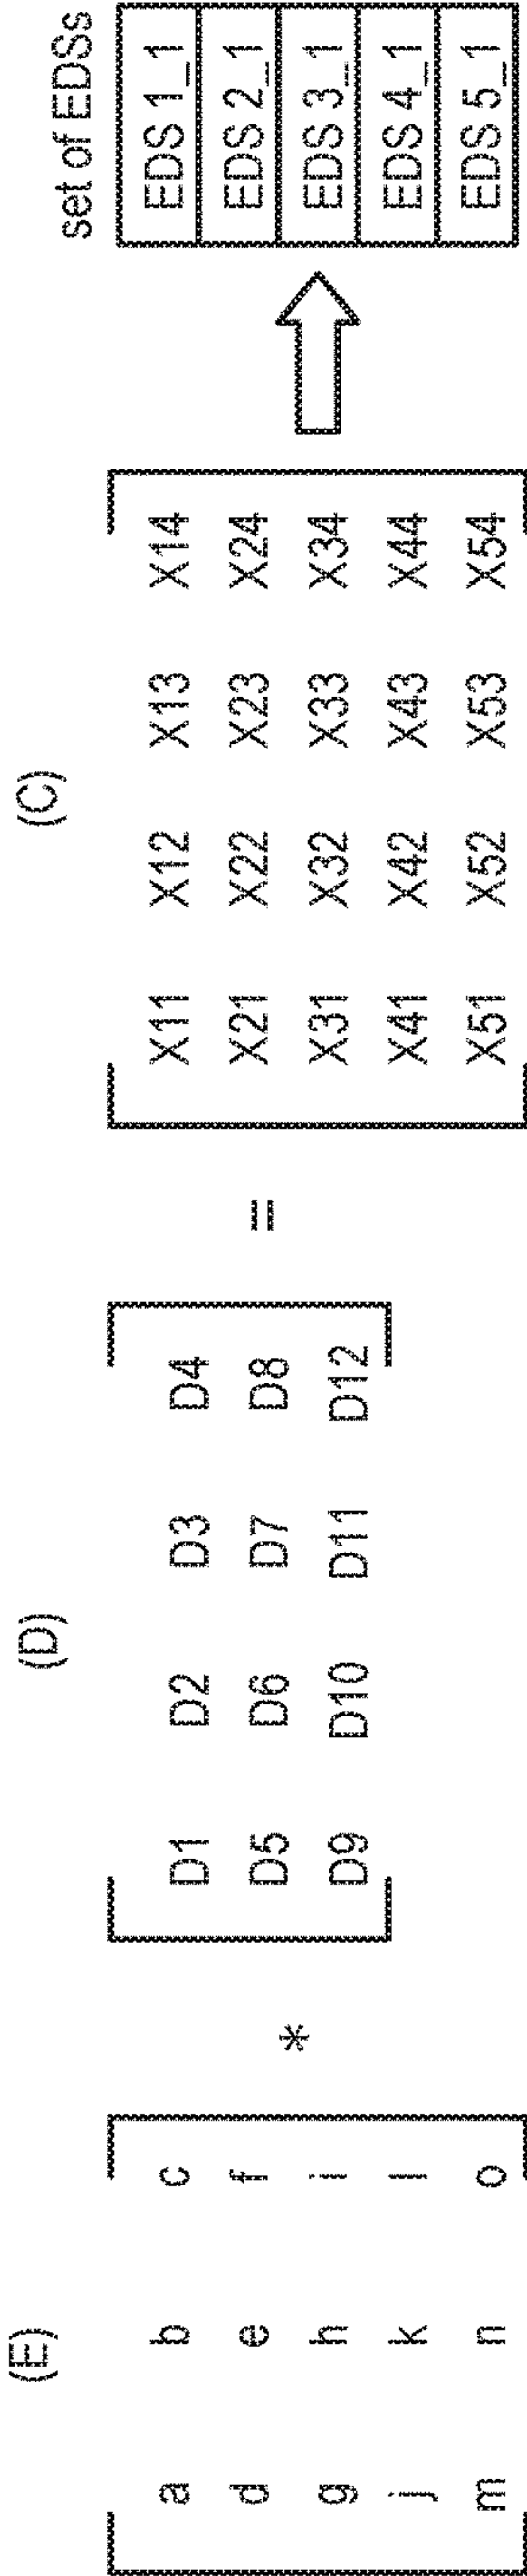 (E) (D) (C) set of EDSs
a b c
d e f
g h i
j k l
m n o
*
D1 D2 D3 D4
D5 D6 D7 D8
D9 D10 D11 D12
=
X11 X12 X13 X14
X21 X22 X23 X24
X31 X32 X33 X34
X41 X42 X43 X44
X51 X52 X53 X54
EDS 1_1
EDS 2_1
EDS 3_1
EDS 4_1
EDS 5_1